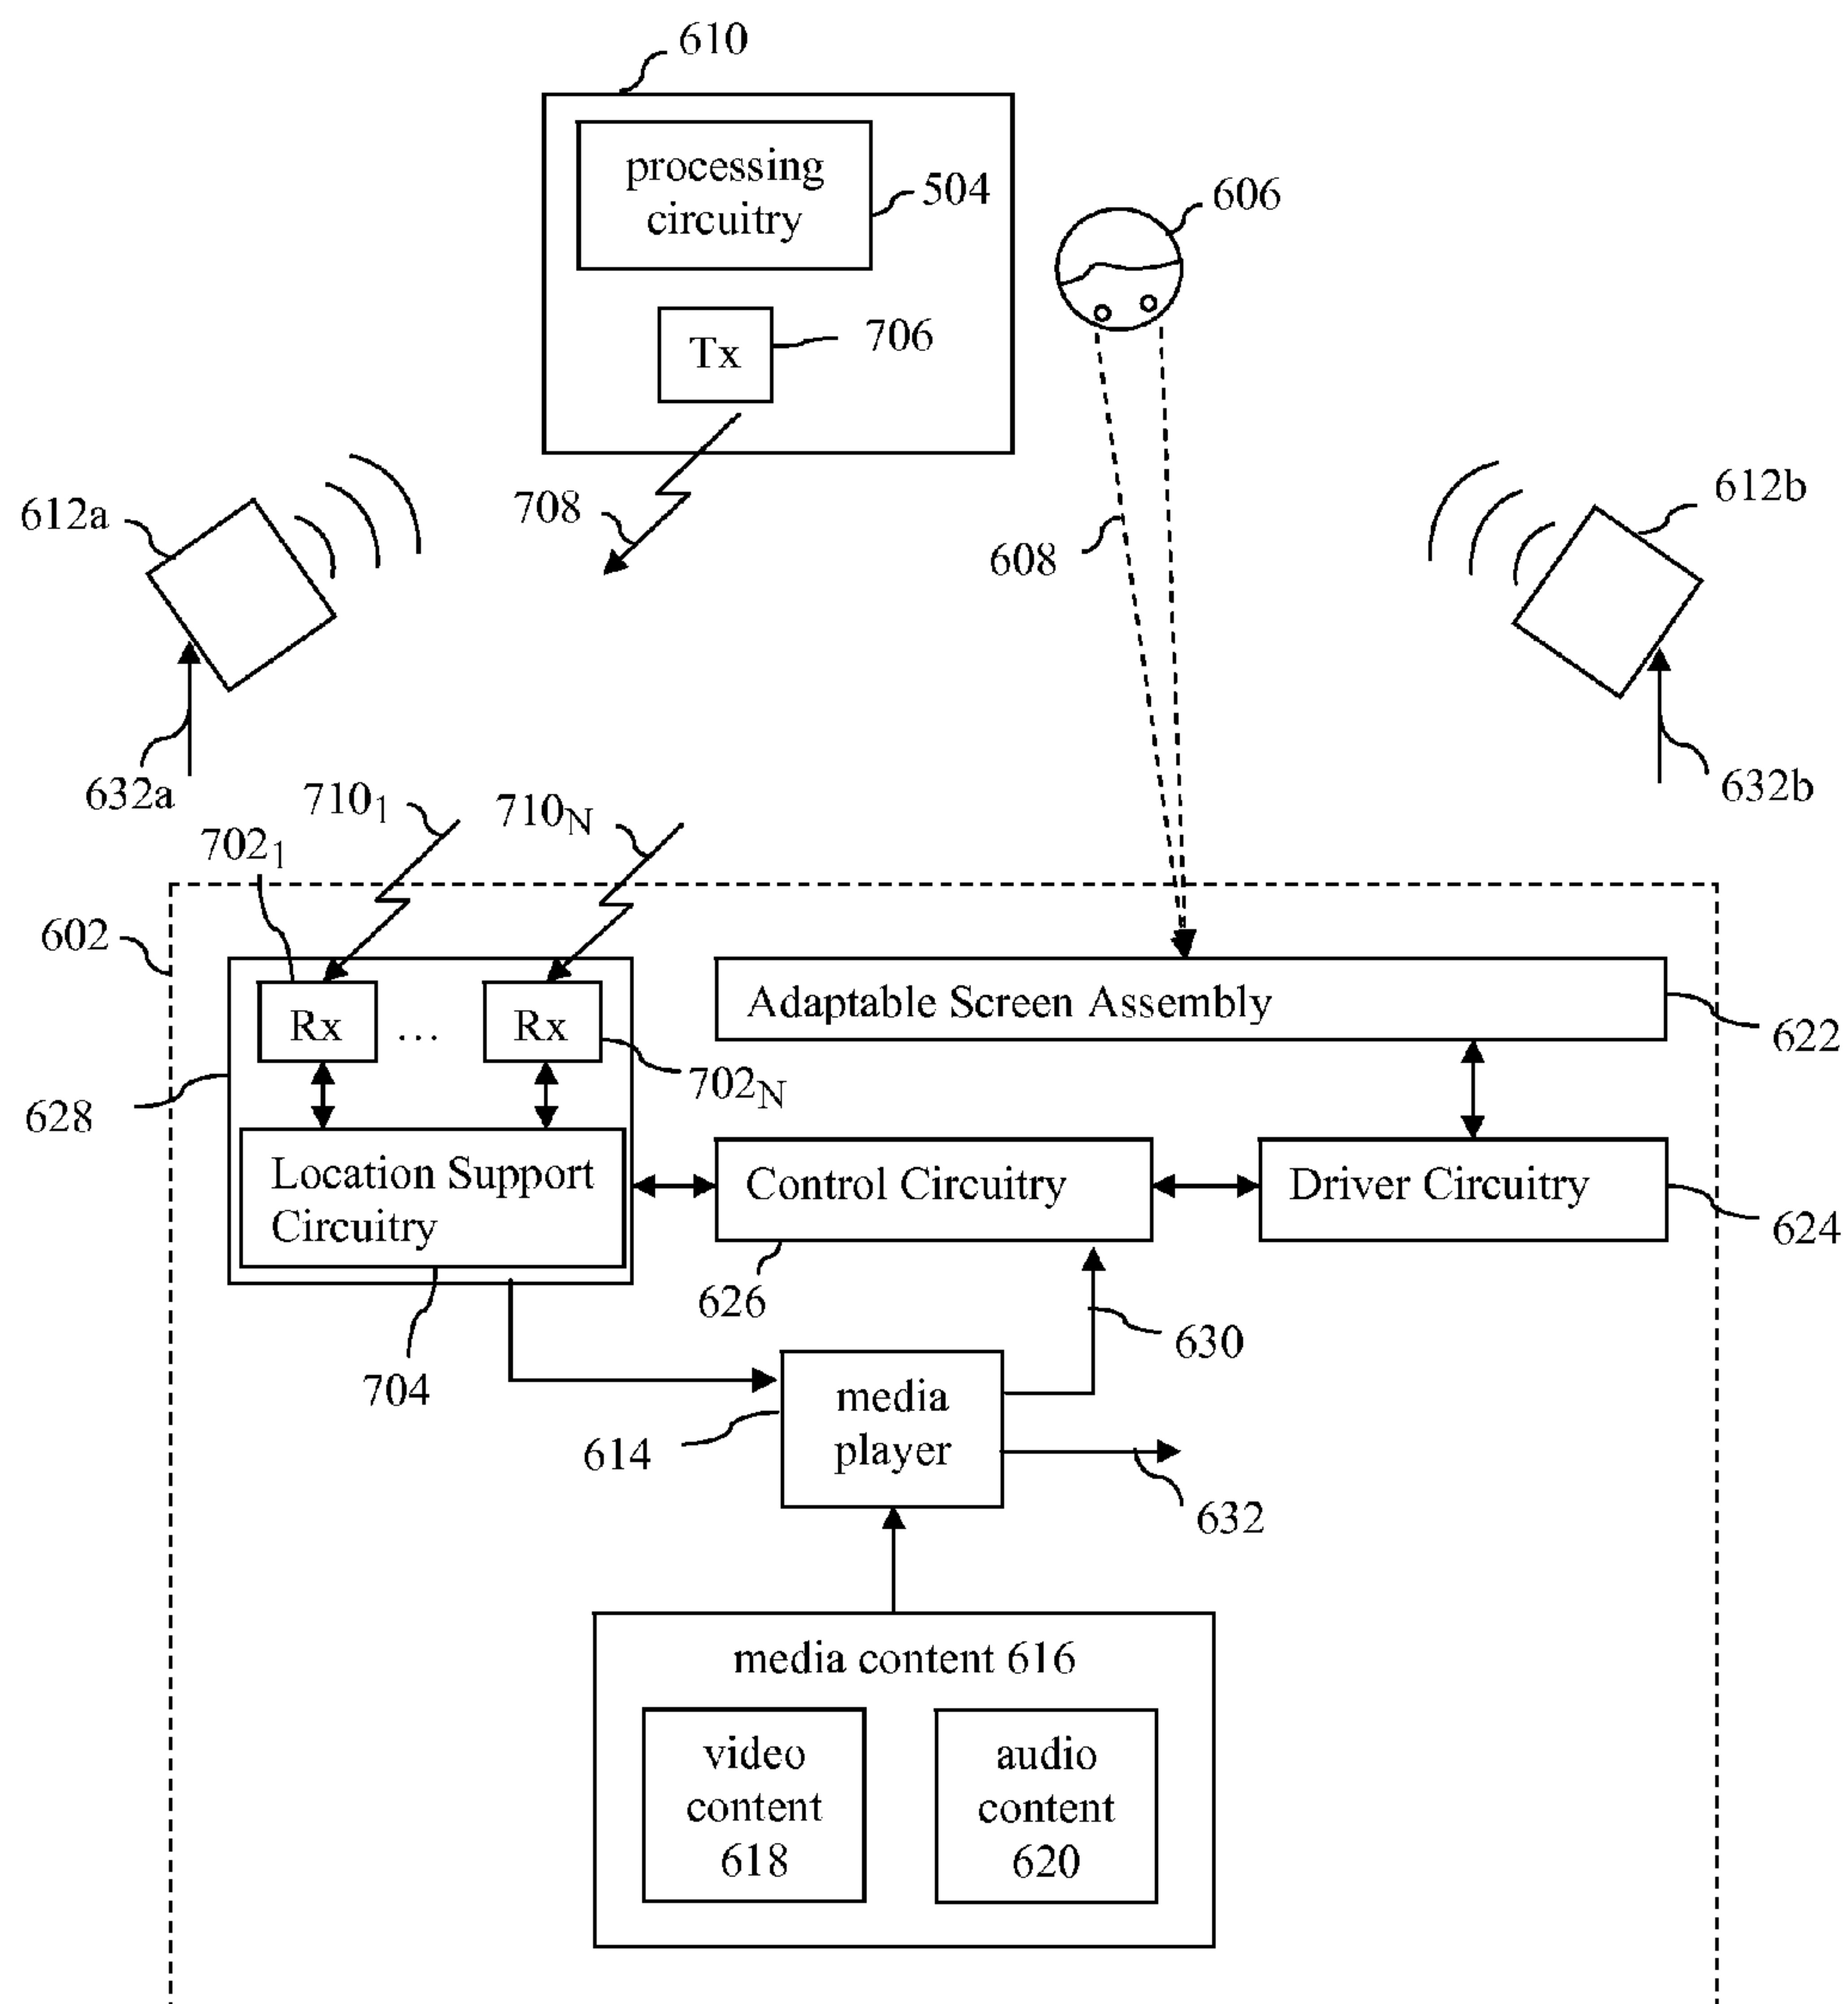 610
processing
circuitry
504
606
Tx
706
612a
708
608
612b
632a
710₁
710N
632b
702₁
602
Rx
...
Rx
Adaptable Screen Assembly
622
702N
628
Location Support
Circuitry
Control Circuitry
Driver Circuitry
624
626
630
704
media
player
614
632
media content 616
video
content
618
audio
content
620